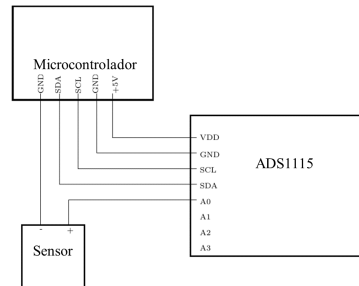 Microcontrolador
GND
SDA
SCL
GND
+5V
VDD
GND
ADS1115
SCL
SDA
A0
A1
A2
A3
- +
Sensor